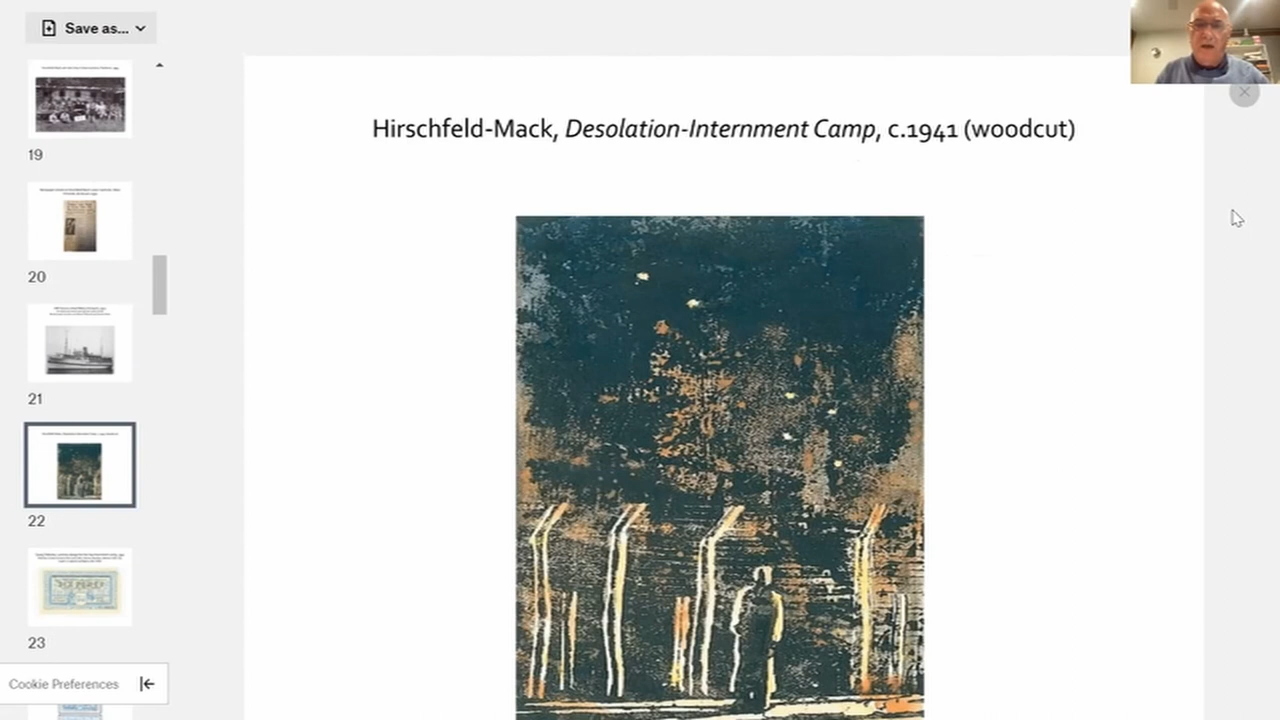 Save as...
Hirschfeld-Mack, Desolation-Internment Camp, c.1941 (woodcut)
19
20
21
22
23
Cookie Preferences